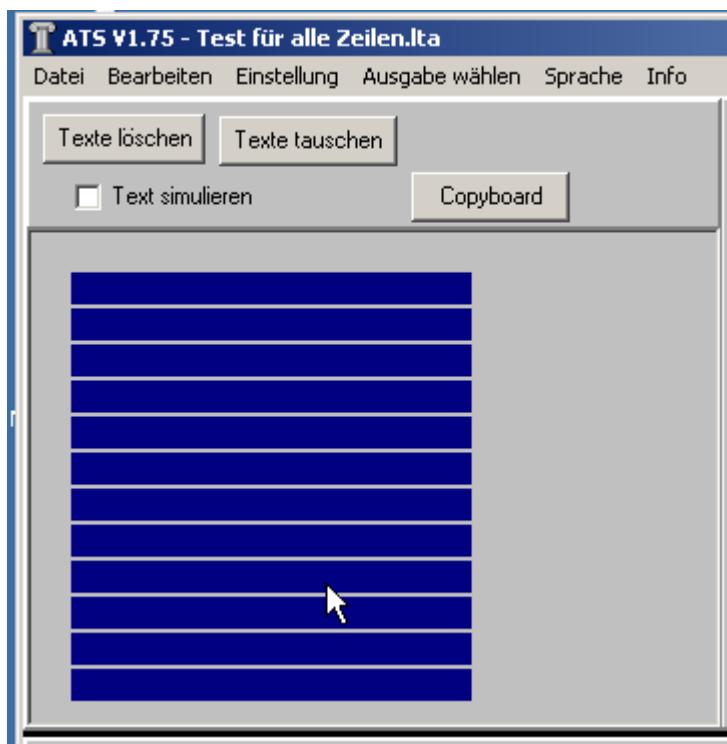 ATS V1.75 - Test für alle Zeilen.lta
Datei Bearbeiten Einstellung Ausgabe wählen Sprache Info
Texte löschen Texte tauschen
Text simulieren Copyboard